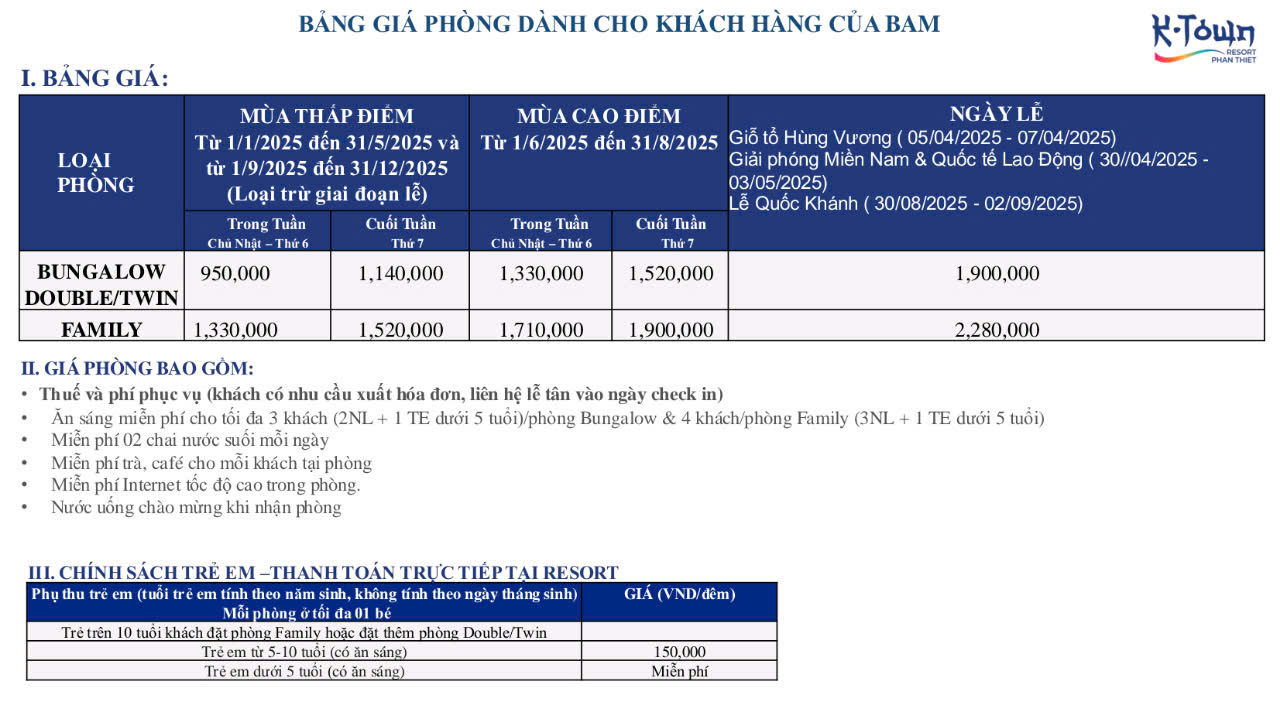 BẢNG GIÁ PHÒNG DÀNH CHO KHÁCH HÀNG CỦA BAM
K-Town
RESORT
PHAN THIET
I. BẢNG GIÁ:
LOẠI
PHÒNG
MÙA THẤP ĐIỂM
Từ 1/1/2025 đến 31/5/2025 và
từ 1/9/2025 đến 31/12/2025
(Loại trừ giai đoạn lễ)
MÙA CAO ĐIỂM
Từ 1/6/2025 đến 31/8/2025
NGÀY LỄ
Giỗ tổ Hùng Vương ( 05/04/2025 - 07/04/2025)
Giải phóng Miền Nam & Quốc tế Lao Động ( 30//04/2025 -
03/05/2025)
Lễ Quốc Khánh ( 30/08/2025 - 02/09/2025)
Trong Tuần
Chủ Nhật – Thứ 6
Cuối Tuần
Thứ 7
Trong Tuần
Chủ Nhật – Thứ 6
Cuối Tuần
Thứ 7
BUNGALOW
DOUBLE/TWIN
950,000
1,140,000
1,330,000
1,520,000
1,900,000
FAMILY
1,330,000
1,520,000
1,710,000
1,900,000
2,280,000
II. GIÁ PHÒNG BAO GỒM:
• Thuế và phí phục vụ (khách có nhu cầu xuất hóa đơn, liên hệ lễ tân vào ngày check in)
• Ăn sáng miễn phí cho tối đa 3 khách (2NL + 1 TE dưới 5 tuổi)/phòng Bungalow & 4 khách/phòng Family (3NL + 1 TE dưới 5 tuổi)
• Miễn phí 02 chai nước suối mỗi ngày
• Miễn phí trà, café cho mỗi khách tại phòng
• Miễn phí Internet tốc độ cao trong phòng.
• Nước uống chào mừng khi nhận phòng
III. CHÍNH SÁCH TRẺ EM –THANH TOÁN TRỰC TIẾP TẠI RESORT
Phụ thu trẻ em (tuổi trẻ em tính theo năm sinh, không tính theo ngày tháng sinh)
Mỗi phòng ở tối đa 01 bé
GIÁ (VND/đêm)
Trẻ trên 10 tuổi khách đặt phòng Family hoặc đặt thêm phòng Double/Twin
Trẻ em từ 5-10 tuổi (có ăn sáng)
150,000
Trẻ em dưới 5 tuổi (có ăn sáng)
Miễn phí